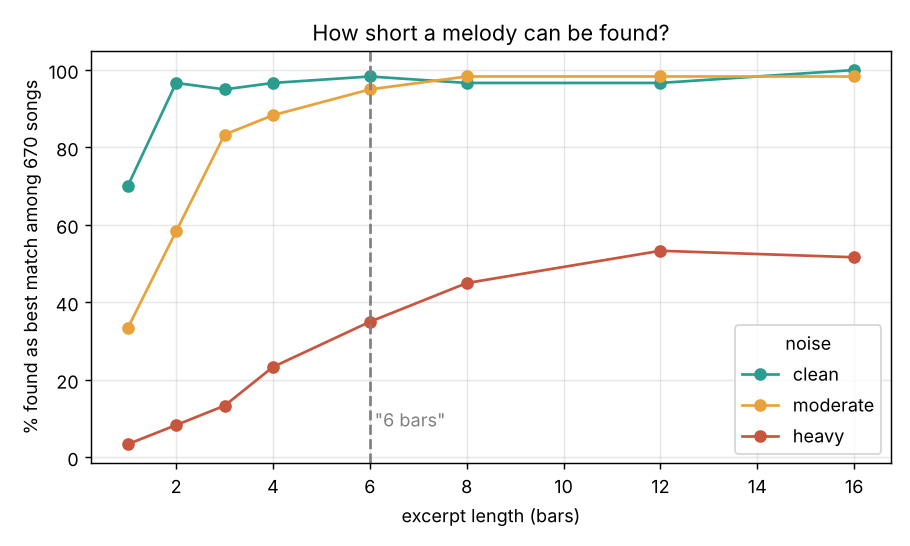 How short a melody can be found?
% found as best match among 670 songs
100
80
60
40
20
0
"6 bars"
noise
clean
moderate
heavy
2 4 6 8 10 12 14 16
excerpt length (bars)